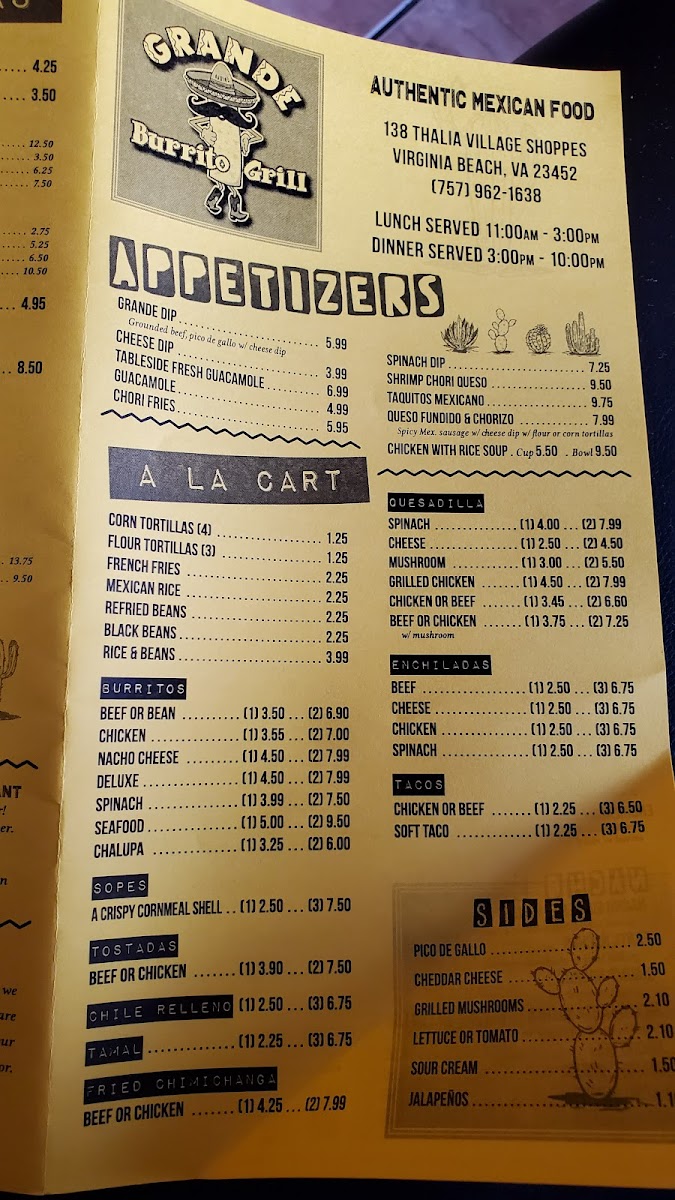 4.25
3.50
12.50
3.50
6.25
7.50
2.75
5.25
6.50
10.50
4.95
8.50
13.75
9.50
GRANDE
Burrito Grill
AUTHENTIC MEXICAN FOOD
138 THALIA VILLAGE SHOPPES
VIRGINIA BEACH, VA 23452
(757) 962-1638
LUNCH SERVED 11:00AM - 3:00PM
DINNER SERVED 3:00PM - 10:00PM
APPETIZERS
GRANDE DIP ........ 5.99
Grounded beef, pico de gallo w/ cheese dip
CHEESE DIP ........ 3.99
TABLESIDE FRESH GUACAMOLE ........ 6.99
GUACAMOLE ........ 4.99
CHORI FRIES ........ 5.95
SPINACH DIP ........ 7.25
SHRIMP CHORI QUESO ........ 9.50
TAQUITOS MEXICANO ........ 9.75
QUESO FUNDIDO & CHORIZO ........ 7.99
Spicy Mex. sausage w/ cheese dip w/ flour or corn tortillas
CHICKEN WITH RICE SOUP . Cup 5.50 . Bowl 9.50
A LA CART
CORN TORTILLAS (4) ........ 1.25
FLOUR TORTILLAS (3) ........ 1.25
FRENCH FRIES ........ 2.25
MEXICAN RICE ........ 2.25
REFRIED BEANS ........ 2.25
BLACK BEANS ........ 2.25
RICE & BEANS ........ 3.99
BURRITOS
BEEF OR BEAN ........ (1) 3.50 ... (2) 6.90
CHICKEN ........ (1) 3.55 ... (2) 7.00
NACHO CHEESE ........ (1) 4.50 ... (2) 7.99
DELUXE ........ (1) 4.50 ... (2) 7.99
SPINACH ........ (1) 3.99 ... (2) 7.50
SEAFOOD ........ (1) 5.00 ... (2) 9.50
CHALUPA ........ (1) 3.25 ... (2) 6.00
SOPES
A CRISPY CORNMEAL SHELL .. (1) 2.50 ... (3) 7.50
TOSTADAS
BEEF OR CHICKEN ....... (1) 3.90 ... (2) 7.50
CHILE RELLENO (1) 2.50 ... (3) 6.75
TAMAL ........ (1) 2.25 ... (3) 6.75
FRIED CHIMICHANGA
BEEF OR CHICKEN ....... (1) 4.25 ... (2) 7.99
QUESADILLA
SPINACH ........ (1) 4.00 ... (2) 7.99
CHEESE ........ (1) 2.50 ... (2) 4.50
MUSHROOM ........ (1) 3.00 ... (2) 5.50
GRILLED CHICKEN ....... (1) 4.50 ... (2) 7.99
CHICKEN OR BEEF ....... (1) 3.45 ... (2) 6.60
BEEF OR CHICKEN ....... (1) 3.75 ... (2) 7.25
w/ mushroom
ENCHILADAS
BEEF ........ (1) 2.50 ... (3) 6.75
CHEESE ........ (1) 2.50 ... (3) 6.75
CHICKEN ........ (1) 2.50 ... (3) 6.75
SPINACH ........ (1) 2.50 ... (3) 6.75
TACOS
CHICKEN OR BEEF ....... (1) 2.25 ... (3) 6.50
SOFT TACO ........ (1) 2.25 ... (3) 6.75
SIDES
PICO DE GALLO ........ 2.50
CHEDDAR CHEESE ........ 1.50
GRILLED MUSHROOMS ........ 2.10
LETTUCE OR TOMATO ........ 2.10
SOUR CREAM ........ 1.50
JALAPEÑOS ........ 1.1